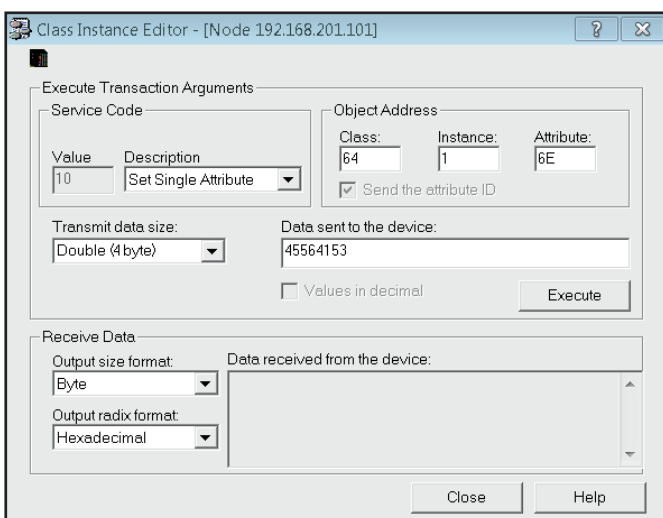 Class Instance Editor - [Node 192.168.201.101]
Execute Transaction Arguments
Service Code
Object Address
Value
Description
Class:
Instance:
Attribute:
10
Set Single Attribute
64
1
6E
Send the attribute ID
Transmit data size:
Data sent to the device:
Double (4 byte)
45564153
Values in decimal
Execute
Receive Data
Output size format:
Data received from the device:
Byte
Output radix format:
Hexadecimal
Close
Help